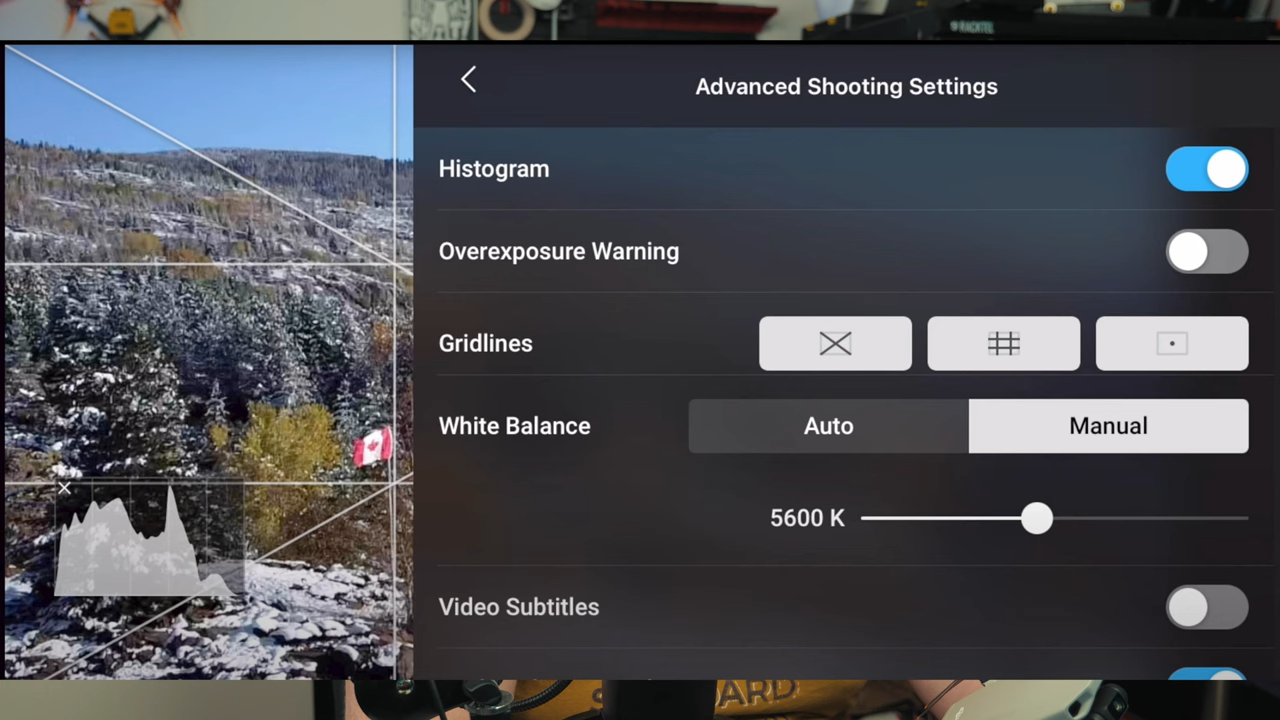 Advanced Shooting Settings
Histogram
Overexposure Warning
Gridlines
White Balance
Auto
Manual
5600 K
Video Subtitles